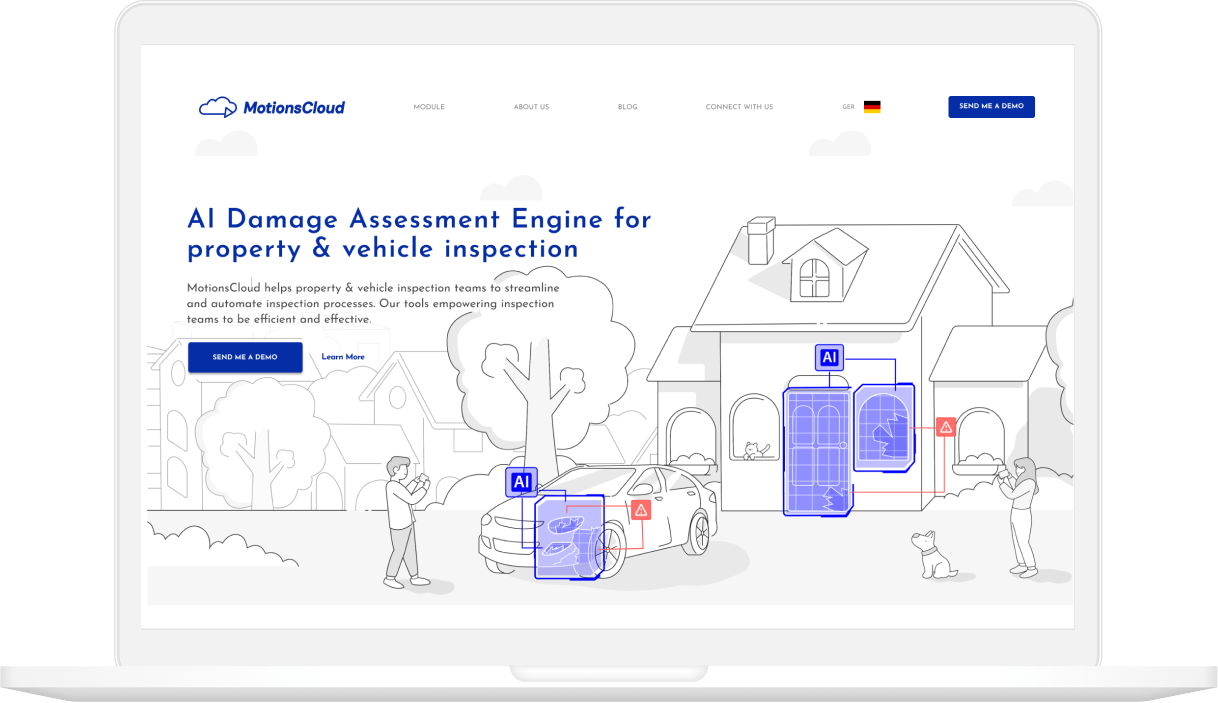 MotionsCloud
MODULE
ABOUT US
BLOG
CONNECT WITH US
GER
SEND ME A DEMO
AI Damage Assessment Engine for
property & vehicle inspection
MotionsCloud helps property & vehicle inspection teams to streamline
and automate inspection processes. Our tools empowering inspection
teams to be efficient and effective.
SEND ME A DEMO
Learn More
AI
AI